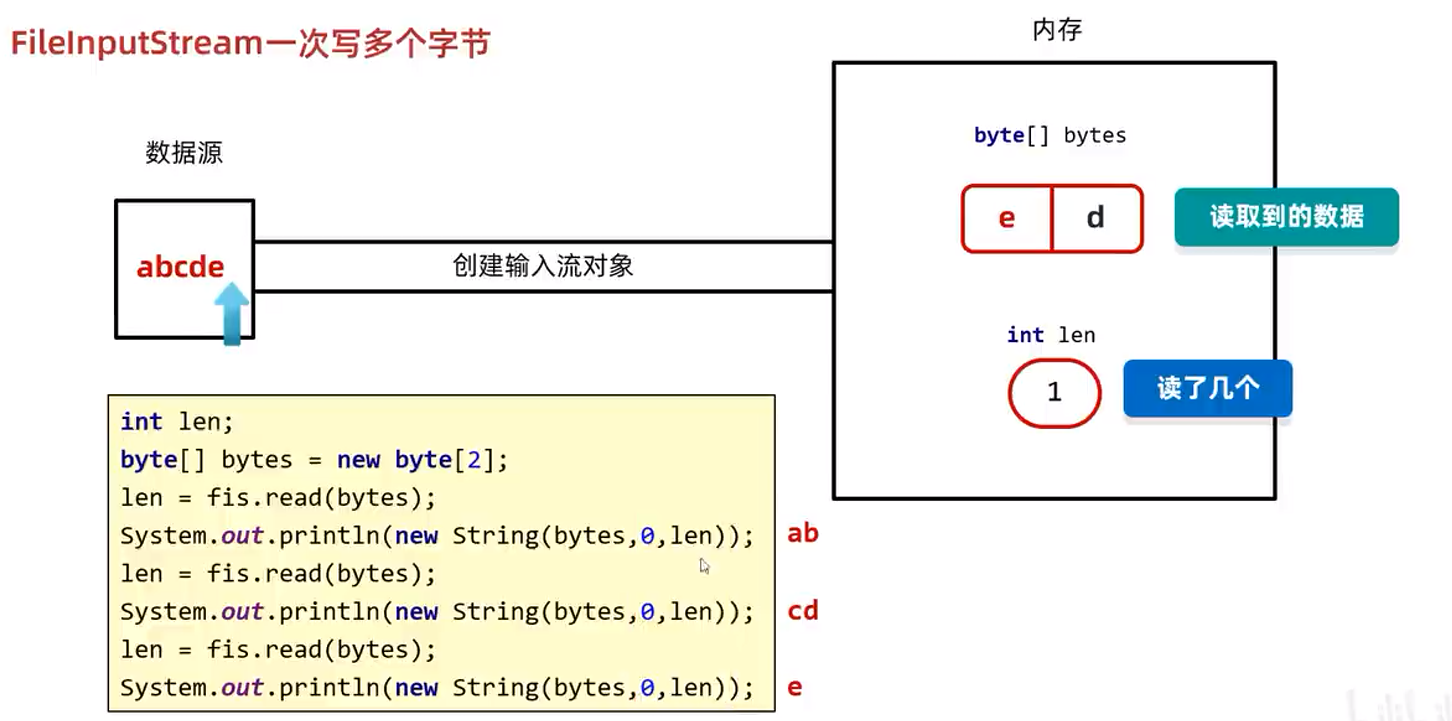 FileInputStream一次写多个字节
内存
数据源
byte[] bytes
abcde
创建输入流对象
e d
读取到的数据
int len
1
读了几个
int len;
byte[] bytes = new byte[2];
len = fis.read(bytes);
System.out.println(new String(bytes,0,len)); ab
len = fis.read(bytes);
System.out.println(new String(bytes,0,len)); cd
len = fis.read(bytes);
System.out.println(new String(bytes,0,len)); e